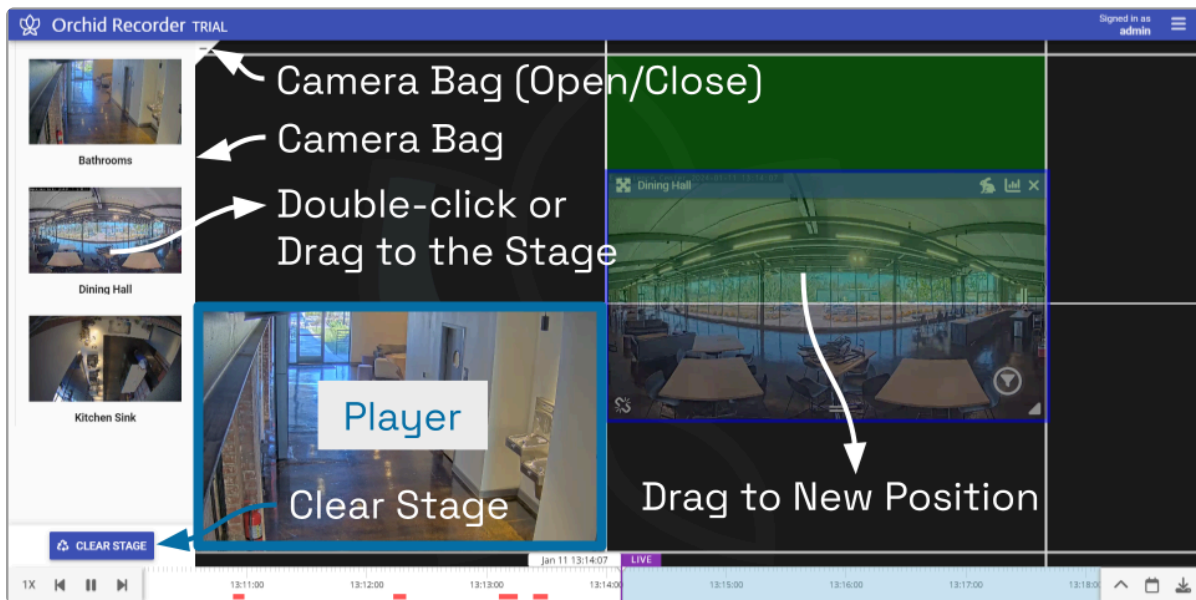 Orchid Recorder TRIAL
Signed in as
admin
Camera Bag (Open/Close)
Camera Bag
Bathrooms
Double-click or
Drag to the Stage
Dining Hall
Dining Hall
Kitchen Sink
Player
Clear Stage
Drag to New Position
CLEAR STAGE
Jan 11 13:14:07
LIVE
1X
13:11:00
13:12:00
13:13:00
13:14:00
13:15:00
13:16:00
13:17:00